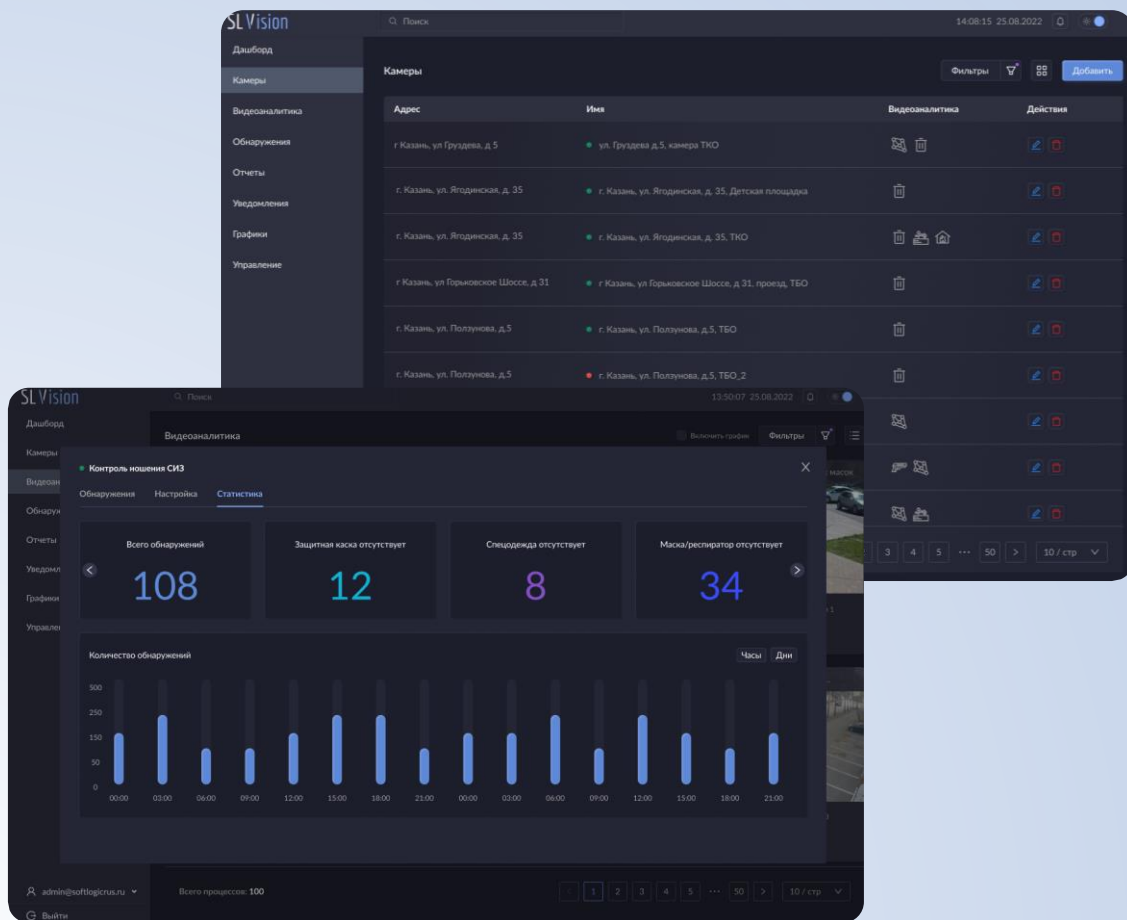 SLVision
Поиск
14:08:15 25.08.2022
Дашборд
Камеры
Видеоаналитика
Обнаружения
Отчеты
Уведомления
Графики
Управление
Камеры
Фильтры
Добавить
Адрес Имя Видеоаналитика Действия
г Казань, ул Груздева, д 5 ул. Груздева д.5, камера ТКО
г. Казань, ул. Ягодинская, д. 35 г. Казань, ул. Ягодинская, д. 35, Детская площадка
г. Казань, ул. Ягодинская, д. 35 г. Казань, ул. Ягодинская, д. 35, ТКО
г Казань, ул Горьковское Шоссе, д 31 г Казань, ул Горьковское Шоссе, д 31, проезд, ТБО
г. Казань, ул. Ползунова, д.5 г. Казань, ул. Ползунова, д.5, ТБО
г. Казань, ул. Ползунова, д.5 г. Казань, ул. Ползунова, д.5, ТБО_2
3 4 5 ••• 50 > 10 / стр
SLVision
Поиск
13:50:07 25.08.2022
Дашборд
Камеры
Видеоан
Обнаруж
Отчеты
Уведомл
Графики
Управлен
Видеоаналитика
Включить график
Фильтры
масок
Контроль ношения СИЗ
X
Обнаружения Настройка Статистика
Всего обнаружений
108
Защитная каска отсутствует
12
Спецодежда отсутствует
8
Маска/респиратор отсутствует
34
Количество обнаружений
Часы Дни
500
250
150
50
0
00:00 03:00 06:00 09:00 12:00 15:00 18:00 21:00 00:00 03:00 06:00 09:00 12:00 15:00 18:00 21:00
admin@softlogicrus.ru
Выйти
Всего процессов: 100
< 1 2 3 4 5 ••• 50 > 10 / стр